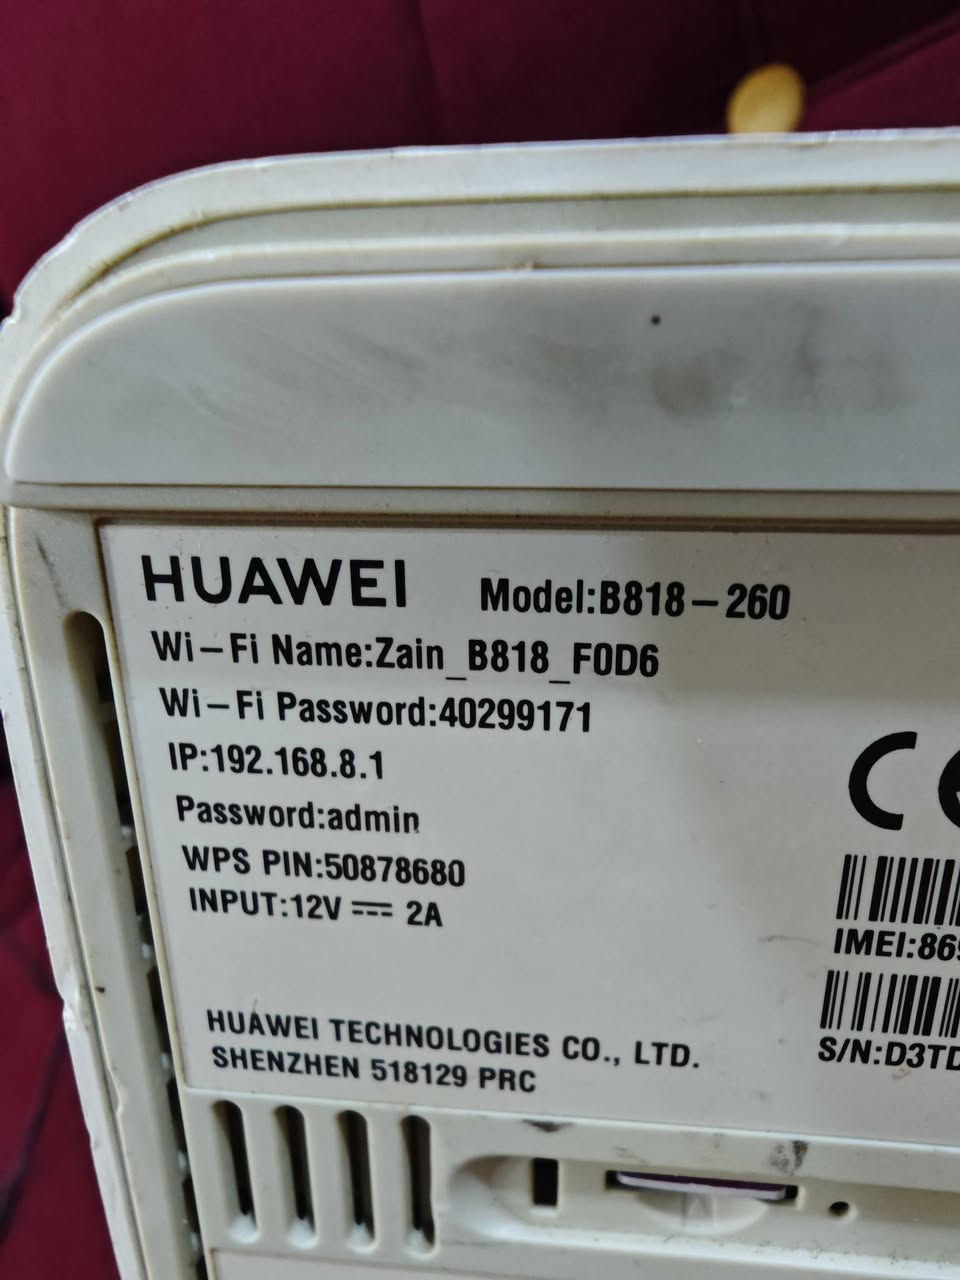 HUAWEI Model:B818-260
Wi-Fi Name:Zain_B818_F0D6
Wi-Fi Password:40299171
IP:192.168.8.1
Password:admin
WPS PIN:50878680
INPUT:12V ⎓ 2A
CE
IMEI:869
S/N:D3TD
HUAWEI TECHNOLOGIES CO., LTD.
SHENZHEN 518129 PRC